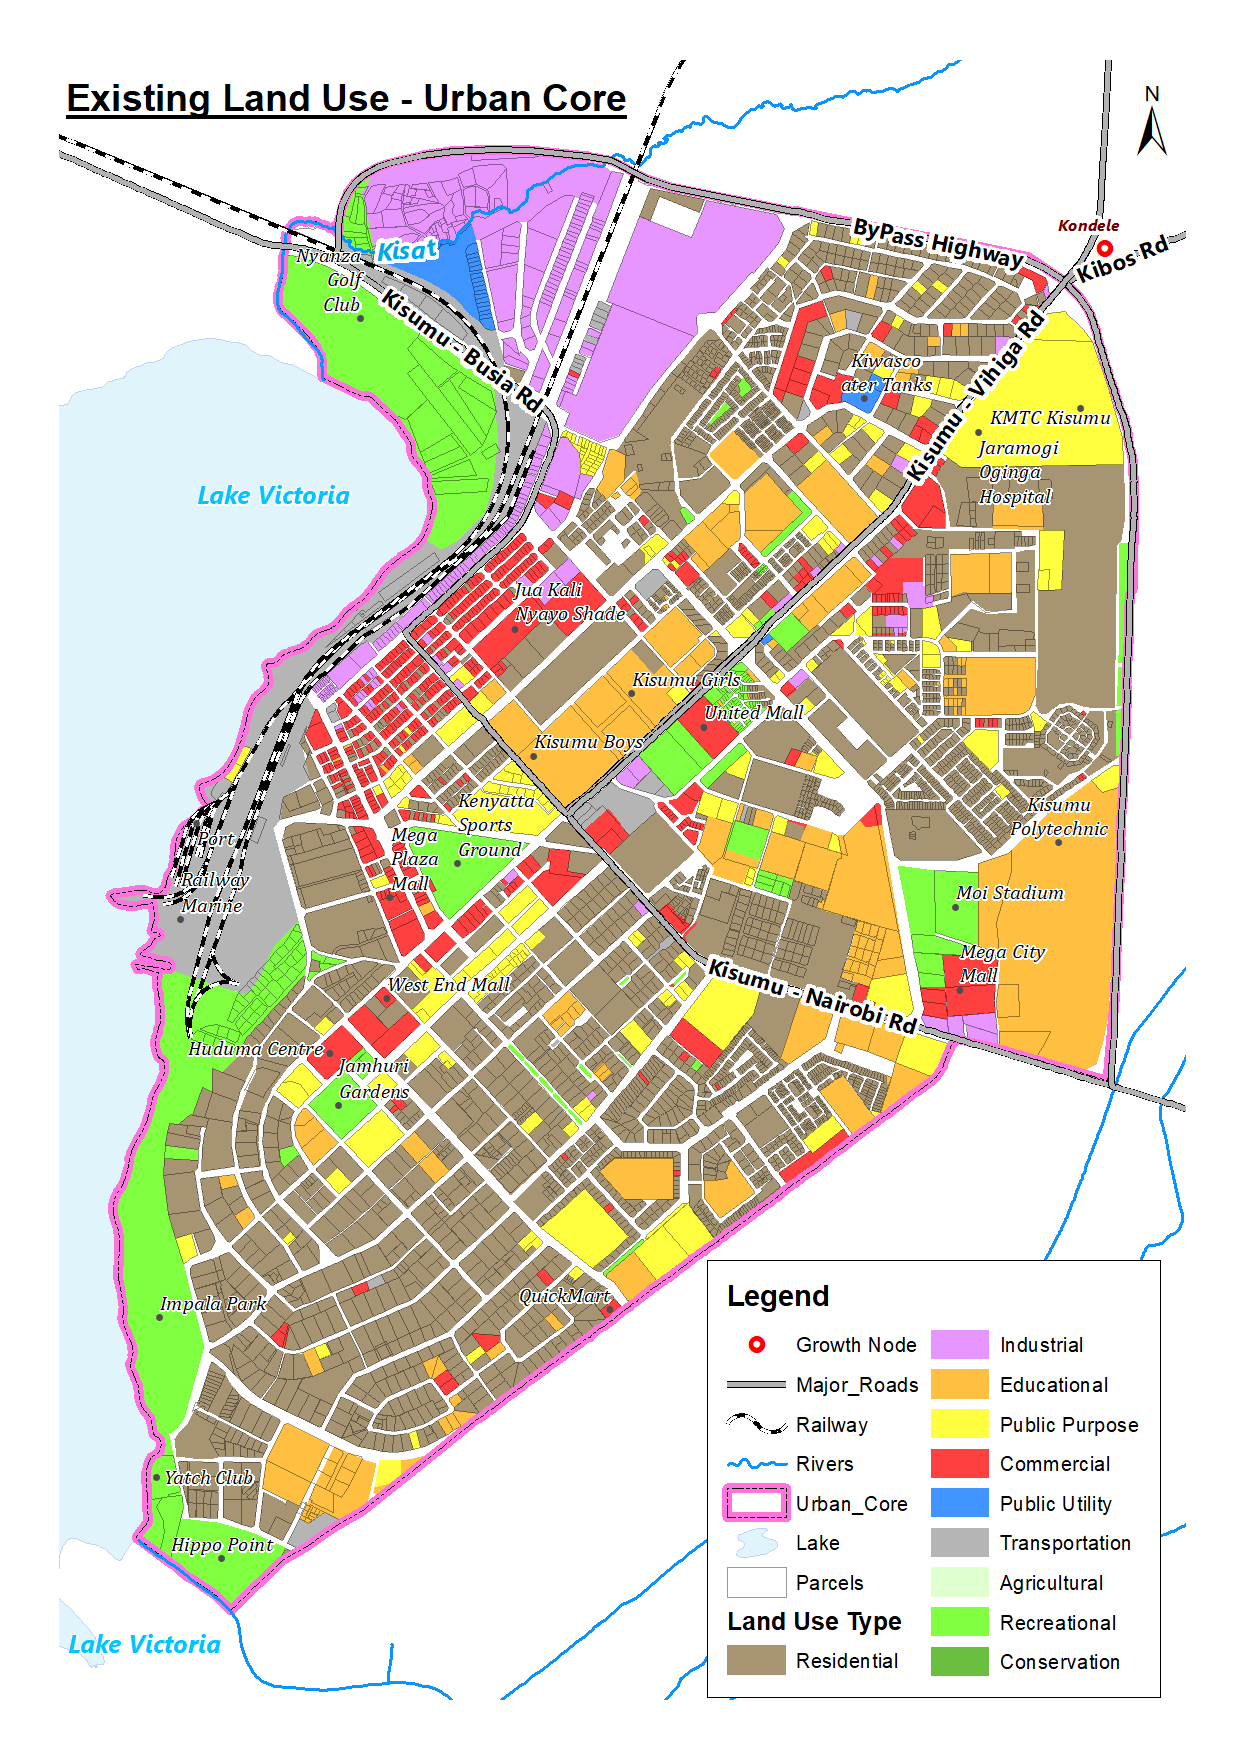 Existing Land Use - Urban Core
N
Kondele
ByPass Highway
Kibos Rd
Kisat
Nyanza
Golf
Club
Kisumu - Busia Rd
Kisumu - Vihiga Rd
Kiwasco
ater Tanks
KMTC Kisumu
Jaramogi
Oginga
Hospital
Lake Victoria
Jua Kali
Nyayo Shade
Kisumu Girls
United Mall
Kisumu Boys
Kenyatta
Sports
Ground
Mega
Plaza
Mall
Kisumu
Polytechnic
Port
Railway
Marine
Moi Stadium
Mega City
Mall
Kisumu - Nairobi Rd
West End Mall
Huduma Centre
Jamhuri
Gardens
Impala Park
QuickMart
Yatch Club
Hippo Point
Lake Victoria
Legend
Growth Node
Major_Roads
Railway
Rivers
Urban_Core
Lake
Parcels
Land Use Type
Residential
Industrial
Educational
Public Purpose
Commercial
Public Utility
Transportation
Agricultural
Recreational
Conservation